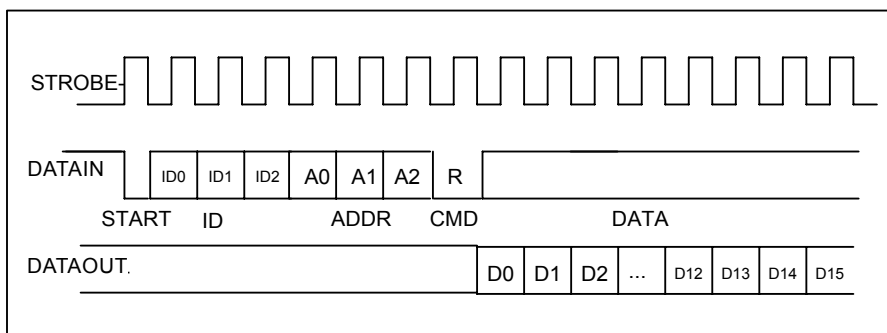 STROBE-
DATAIN ID0 ID1 ID2 A0 A1 A2 R
START ID ADDR CMD DATA
DATAOUT. D0 D1 D2 ... D12 D13 D14 D15